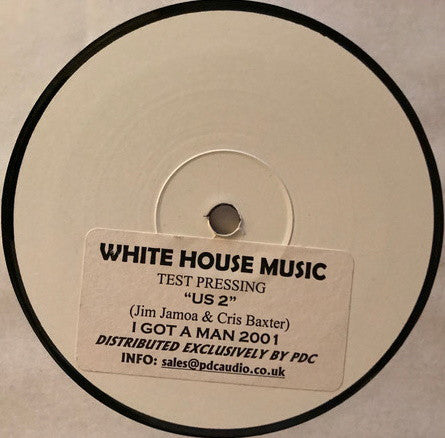 WHITE HOUSE MUSIC
TEST PRESSING
“US 2”
(Jim Jamoa & Cris Baxter)
I GOT A MAN 2001
DISTRIBUTED EXCLUSIVELY BY PDC
INFO: sales@pdcaudio.co.uk